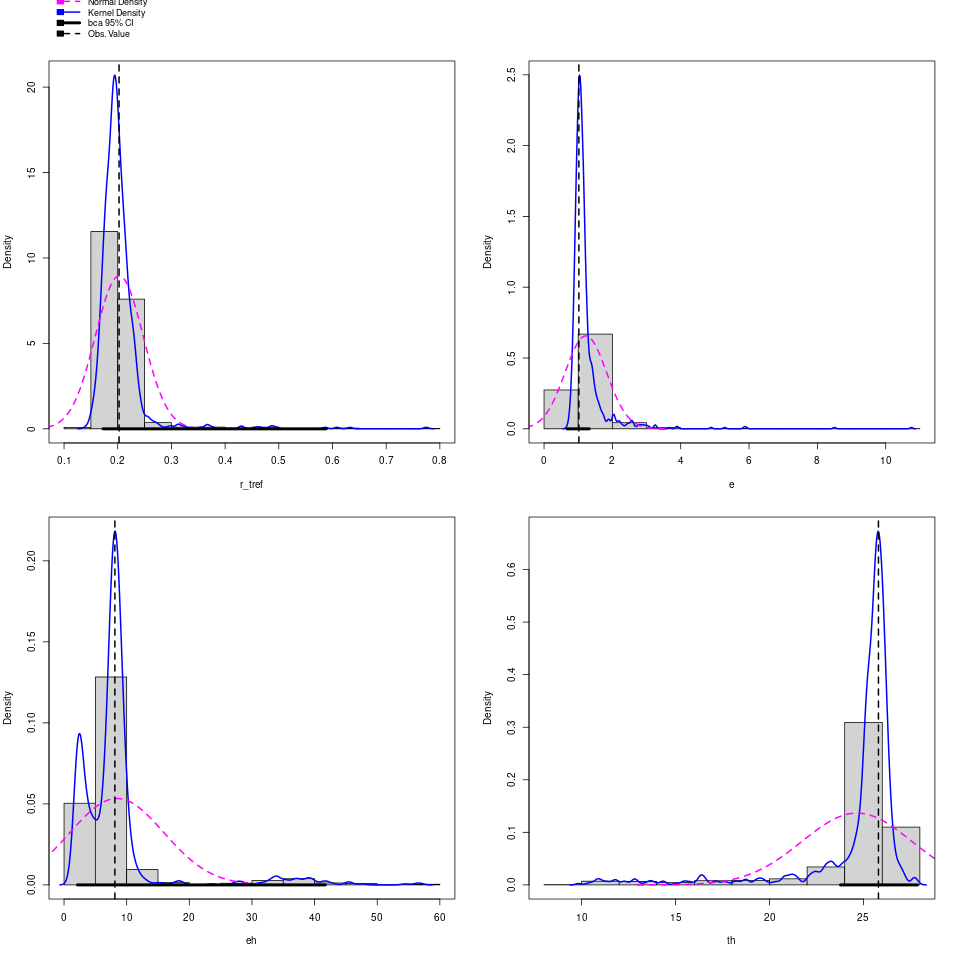 Normal Density
Kernel Density
bca 95% CI
Obs. Value
Density
0 5 10 15 20
0.1 0.2 0.3 0.4 0.5 0.6 0.7 0.8
r_tref
Density
0.0 0.5 1.0 1.5 2.0 2.5
0 2 4 6 8 10
e
Density
0.00 0.05 0.10 0.15 0.20
0 10 20 30 40 50 60
eh
Density
0.0 0.1 0.2 0.3 0.4 0.5 0.6
10 15 20 25
th